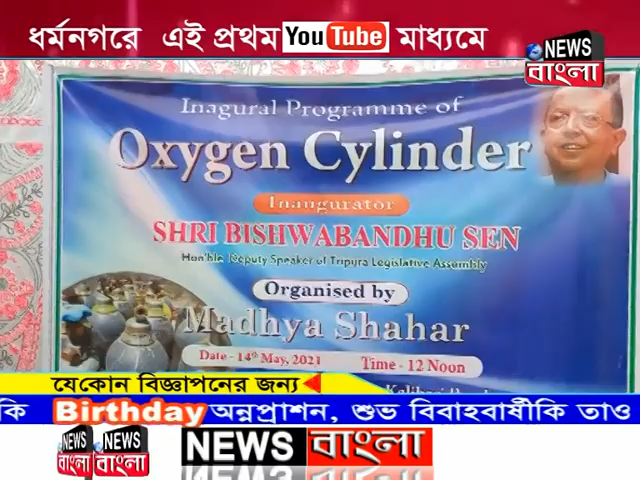 ধর্মনগরে এই প্রথম YouTube মাধ্যমে
NEWS
বাংলা
Inagural Programme of
Oxygen Cylinder
Inaugurator
SHRI BISHWABANDHU SEN
Hon'ble Deputy Speaker of Tripura Legislative Assembly
Organised by
Madhya Shahar
Date - 14th May, 2021 Time - 12 Noon
যেকোন বিজ্ঞাপনের জন্য
কি Birthday অন্নপ্রাশন, শুভ বিবাহবার্ষীকি তাও
NEWS
বাংলা
NEWS
বাংলা
NEWS বাংলা